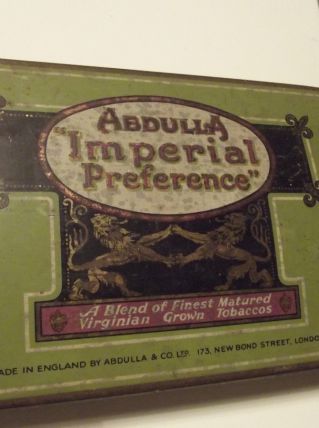 ABDULLA
"Imperial
Preference"
A Blend of Finest Matured
Virginian Grown Tobaccos
ADE IN ENGLAND BY ABDULLA & CO. LTD. 173, NEW BOND STREET, LONDO